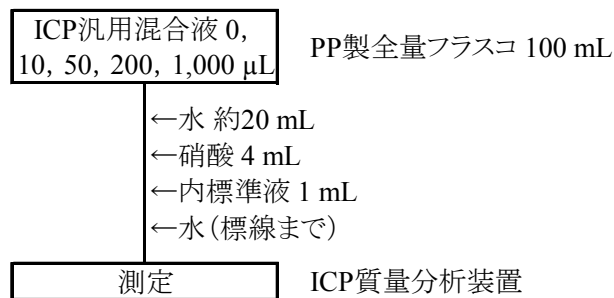 ICP汎用混合液 0,
10, 50, 200, 1,000 μL
PP製全量フラスコ 100 mL
←水 約20 mL
←硝酸 4 mL
←内標準液 1 mL
←水(標線まで)
測定
ICP質量分析装置